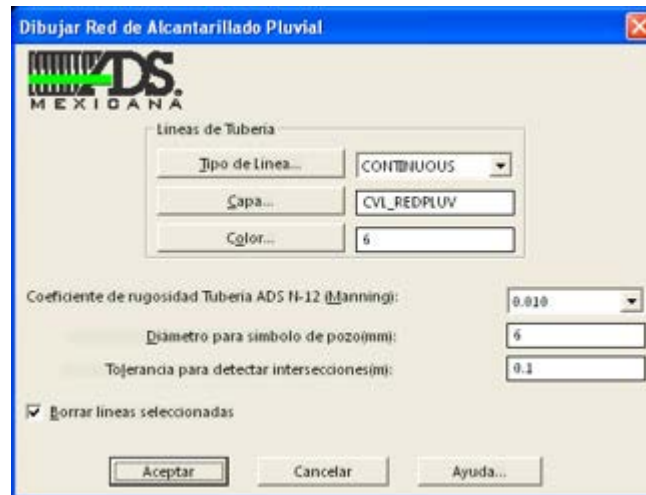 Dibujar Red de Alcantarillado Pluvial
ADS.
MEXICANA
Lineas de Tuberia
Tipo de Linea... CONTINUOUS
Capa... CVL_REDPLUV
Color... 6
Coeficiente de rugosidad Tuberia ADS N-12 (Manning): 0.010
Diámetro para simbolo de pozo(mm): 6
Tolerancia para detectar intersecciones(m): 0.1
Borrar lineas seleccionadas
Aceptar Cancelar Ayuda...